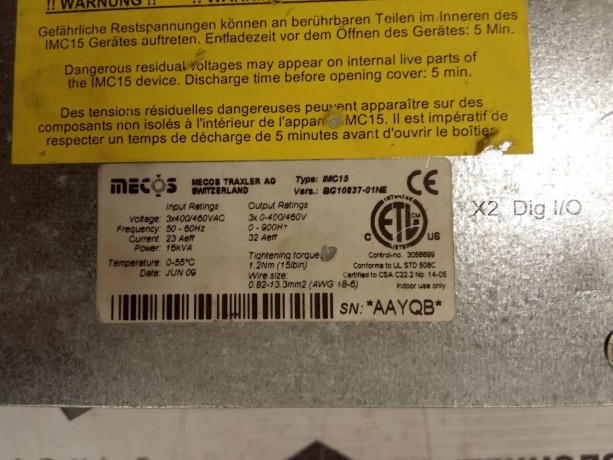 !! WARNUNG !! !! WARNING !!
Gefährliche Restspannungen können an berührbaren Teilen im Inneren des
IMC15 Gerätes auftreten. Entladezeit vor dem Öffnen des Gerätes: 5 Min.
Dangerous residual voltages may appear on internal live parts of
the IMC15 device. Discharge time before opening cover: 5 min.
Des tensions résiduelles dangereuses peuvent apparaître sur des
composants non isolés à l'intérieur de l'appareil IMC15. Il est impératif de
respecter un temps de décharge de 5 minutes avant d'ouvrir le boîtier.
mecos MECOS TRAXLER AG Type: IMC15
SWITZERLAND Vers.: BG10837-01NE CE
Input Ratings Output Ratings
Voltage: 3x400/460VAC 3x 0-400/460V
Frequency: 50 - 60Hz 0 - 900Hz
Current: 23 Aeff 32 Aeff
Power: 16kVA
Temperature: 0-55°C Tightening torque
Date: JUN 09 1.2Nm (15lbin)
Wire size:
0.82-13.3mm2 (AWG 18-6)
INTERTEK
ETL CM
C US
LISTED
Control-no. 3058699
Conforms to UL STD 508C
Certified to CSA C22.2 No. 14-05
Indoor use only
SN: *AAYQB*
X2 Dig I/O